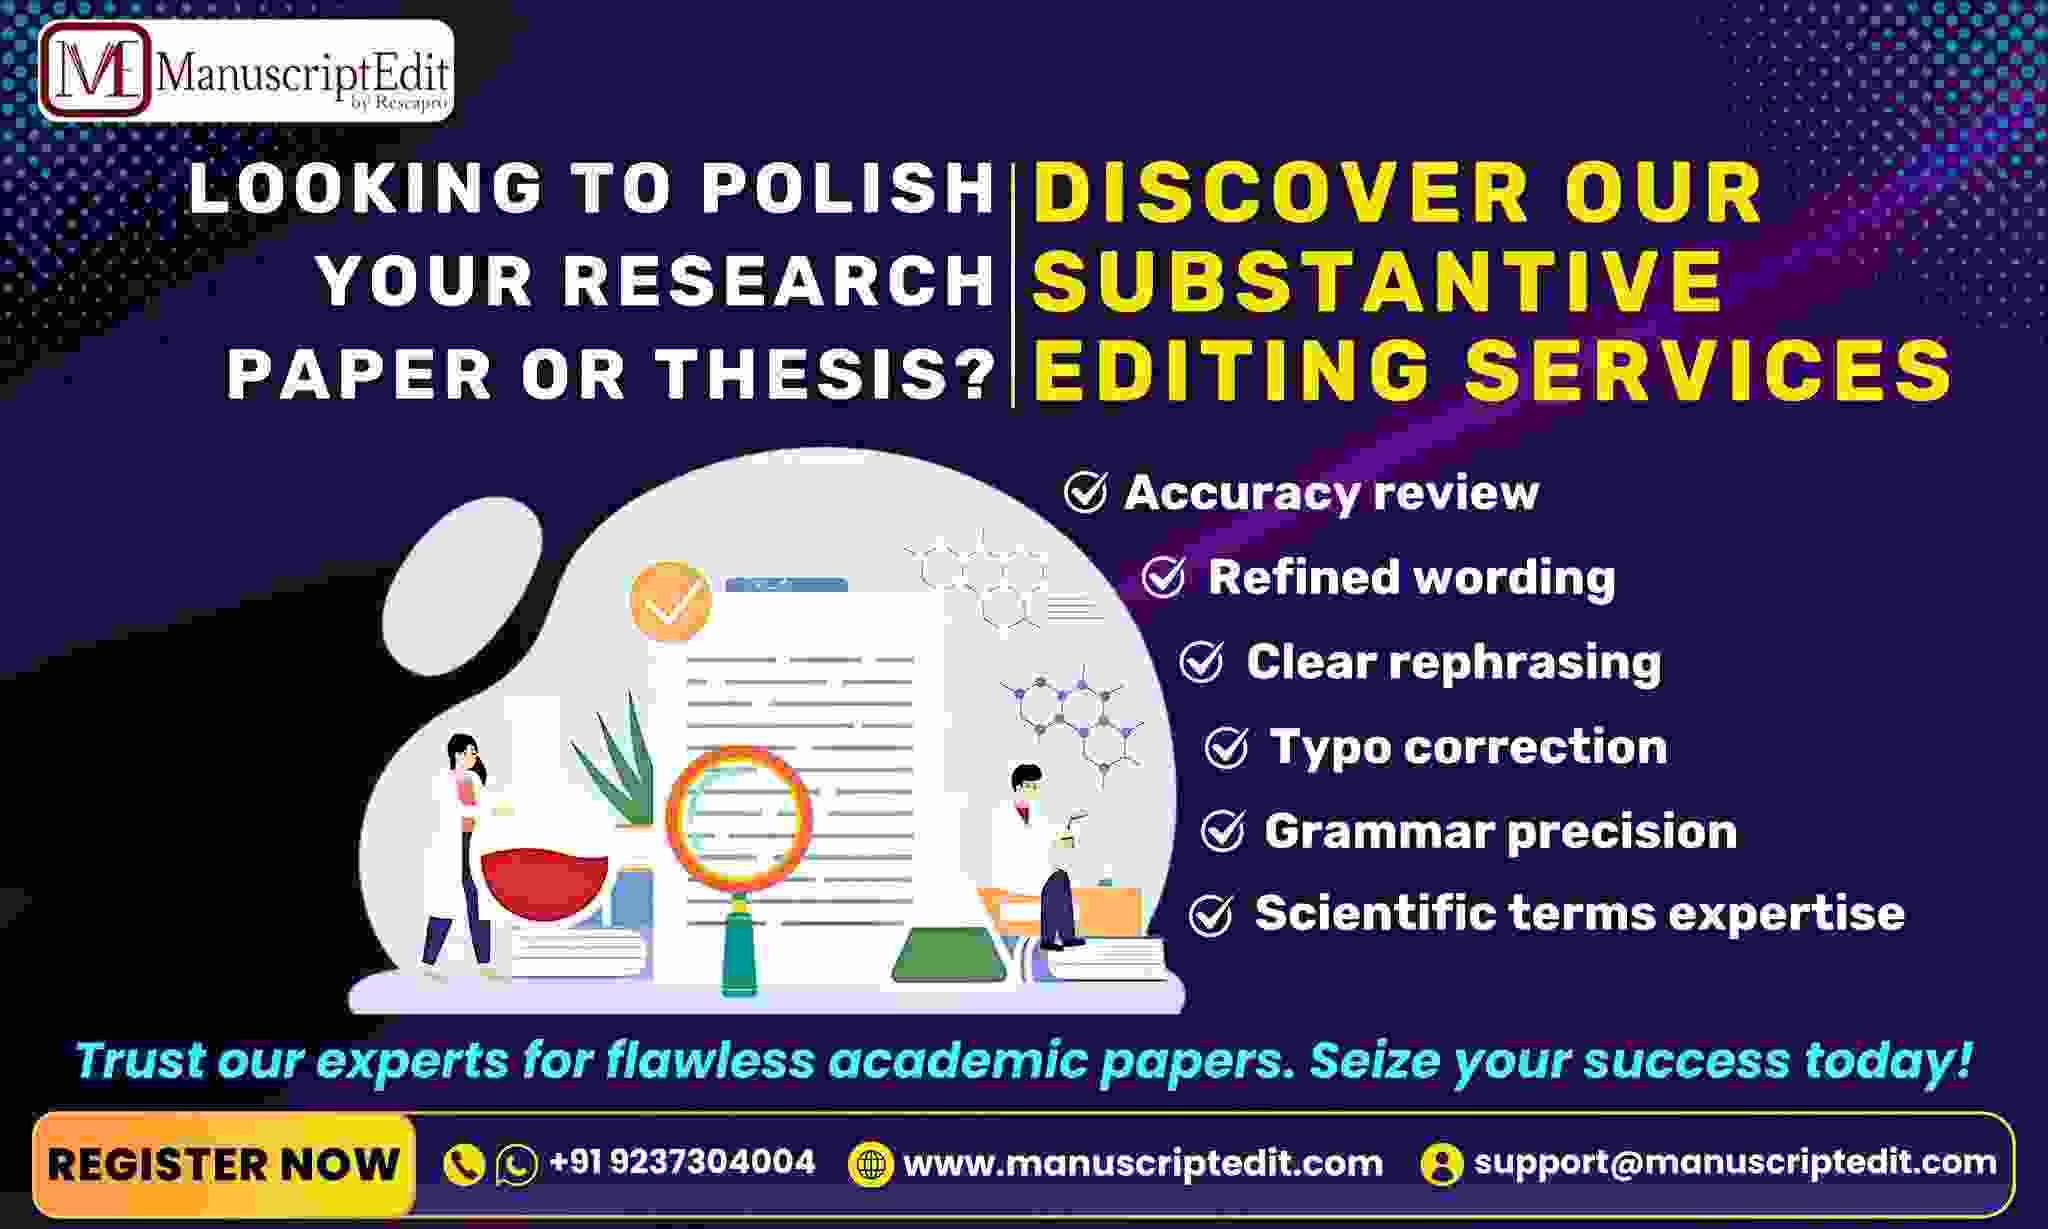 ME ManuscriptEdit
by Rescapro
LOOKING TO POLISH
YOUR RESEARCH
PAPER OR THESIS?
DISCOVER OUR
SUBSTANTIVE
EDITING SERVICES
Accuracy review
Refined wording
Clear rephrasing
Typo correction
Grammar precision
Scientific terms expertise
Trust our experts for flawless academic papers. Seize your success today!
REGISTER NOW
+91 9237304004
www.manuscriptedit.com
support@manuscriptedit.com